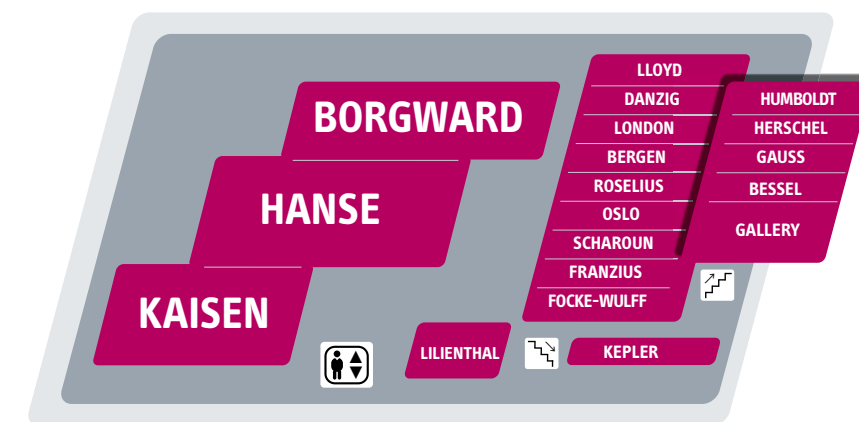 BORGWARD
HANSE
KAISEN
LILIENTHAL
LLOYD
DANZIG
LONDON
BERGEN
ROSELIUS
OSLO
SCHAROUN
FRANZIUS
FOCKE-WULFF
KEPLER
HUMBOLDT
HERSCHEL
GAUSS
BESSEL
GALLERY